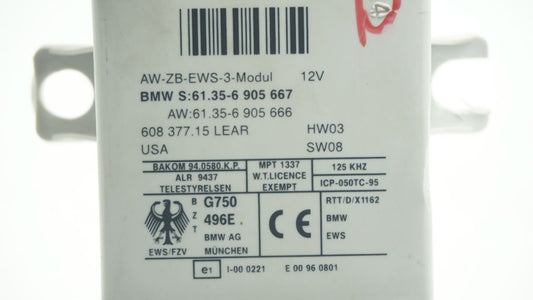 4
AW-ZB-EWS-3-Modul 12V
BMW S:61.35-6 905 667
AW:61.35-6 905 666
608 377.15 LEAR HW03
USA SW08
BAKOM 94.0580.K.P. MPT 1337 125 KHZ
ALR 9437 W.T.LICENCE
TELESTYRELSEN EXEMPT ICP-050TC-95
B G750 RTT/D/X1162
Z 496E CE BMW
T BMW AG EWS
EWS/FZV MÜNCHEN
e1 I-00 0221 E 00 96 0801